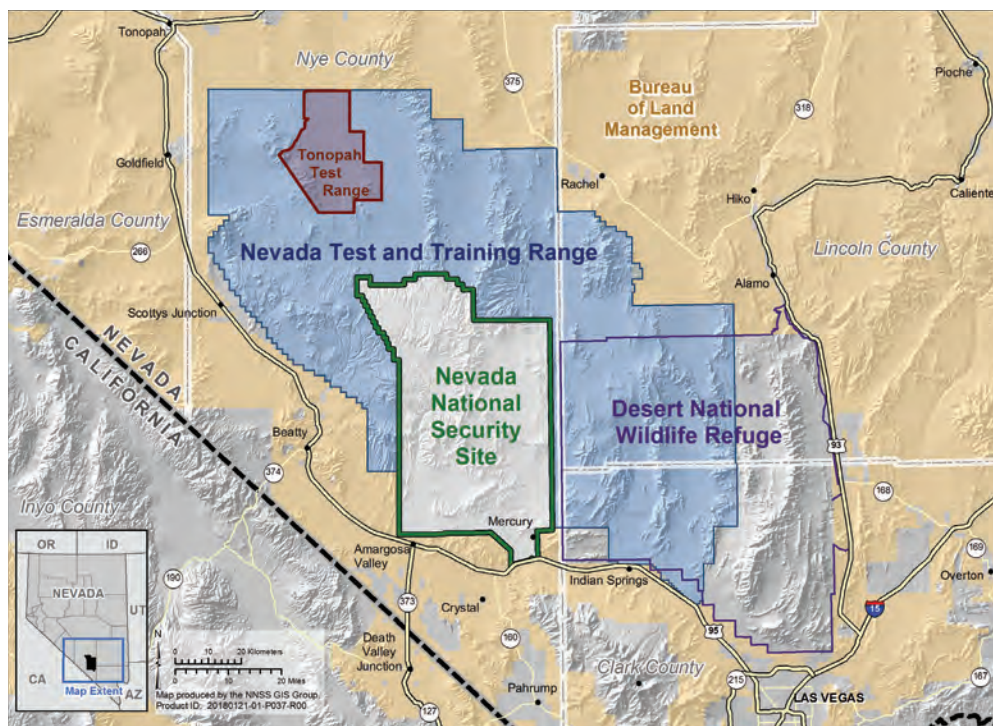 Tonopah
Nye County
375
Pioche
Bureau
of Land
Management
318
Goldfield
Tonopah
Test
Range
Rachel
Hiko
Caliente
Esmeralda County
266
Nevada Test and Training Range
Lincoln County
Alamo
Scottys Junction
NEVADA
CALIFORNIA
Nevada
National
Security
Site
Desert National
Wildlife Refuge
93
Beatty
374
168
Inyo County
Mercury
Amargosa
Valley
Indian Springs
169
Overton
OR
ID
NEVADA
UT
CA
AZ
Map Extent
190
373
Crystal
160
95
15
Death
Valley
Junction
Clark County
N
S
0 10 20 Kilometers
0 10 20 Miles
Map produced by the NNSS GIS Group.
Product ID: 20180121-01-P037-R00
127
Pahrump
215
LAS VEGAS
167